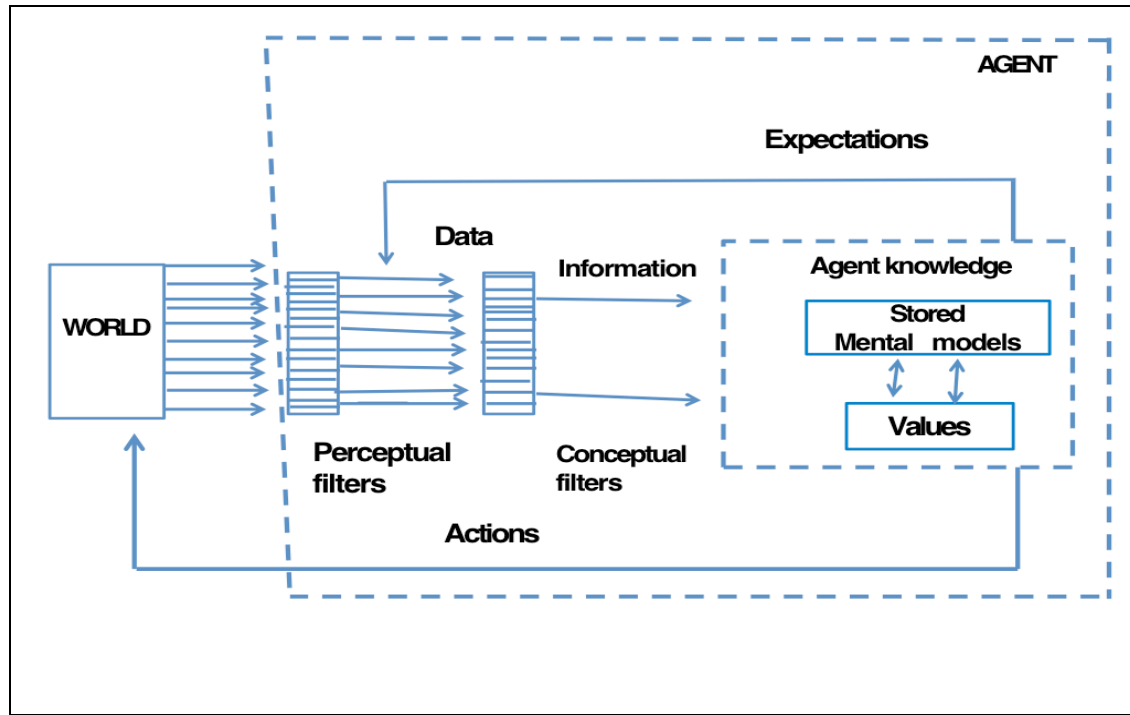 AGENT
Expectations
Data
Information
Agent knowledge
WORLD
Stored
Mental models
Values
Perceptual
filters
Conceptual
filters
Actions